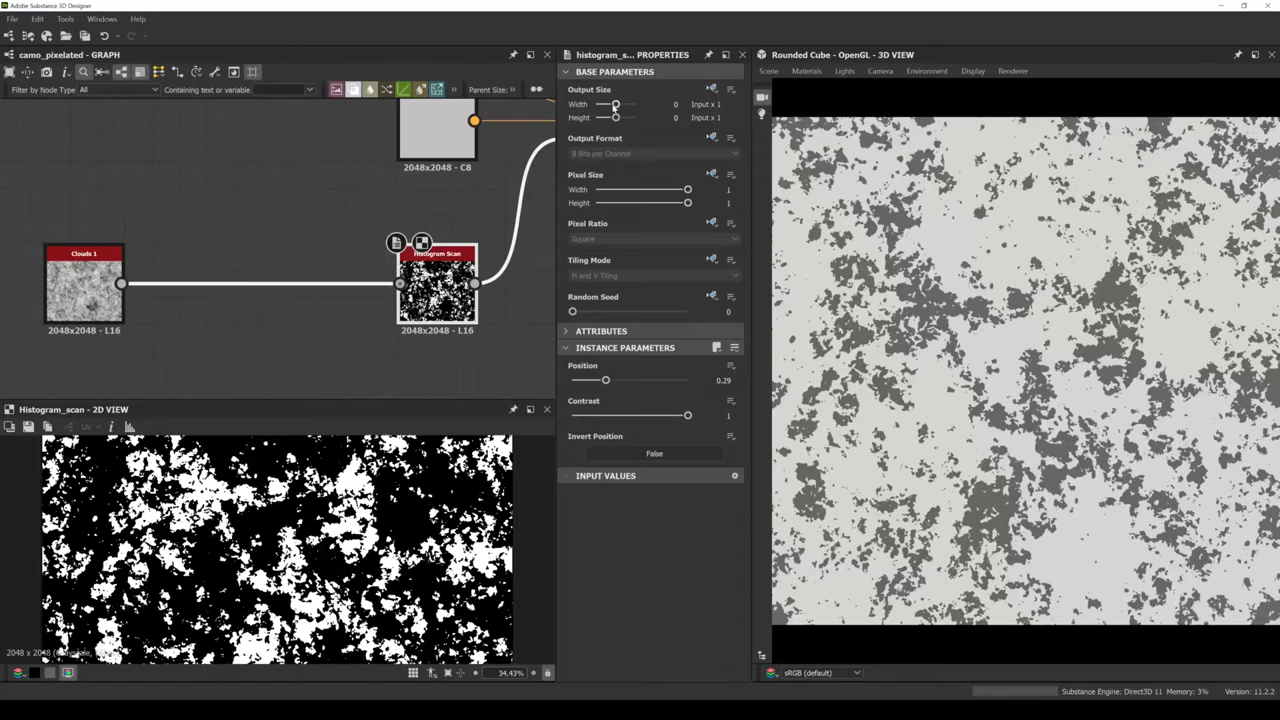 Adobe Substance 3D Designer
File Edit Tools Windows Help
camo_pixelated - GRAPH
Filter by Node Type All Containing text or variable Parent Size: »
2048x2048 - C8
Clouds 1
2048x2048 - L16
Histogram Scan
2048x2048 - L16
Histogram_scan - 2D VIEW
UV
2048 x 2048 (Grayscale,
34.43%
histogram_s... PROPERTIES
BASE PARAMETERS
Output Size
Width 0 Input x 1
Height 0 Input x 1
Output Format
8 Bits per Channel
Pixel Size
Width 1
Height 1
Pixel Ratio
Square
Tiling Mode
H and V Tiling
Random Seed
0
ATTRIBUTES
INSTANCE PARAMETERS
Position
0.29
Contrast
1
Invert Position
False
INPUT VALUES
Rounded Cube - OpenGL - 3D VIEW
Scene Materials Lights Camera Environment Display Renderer
sRGB (default)
Substance Engine: Direct3D 11 Memory: 3% Version: 11.2.2